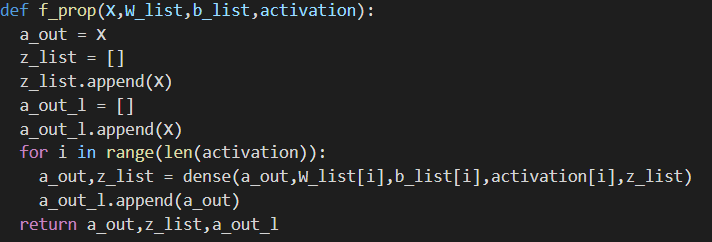 def f_prop(X,W_list,b_list,activation):
  a_out = X
  z_list = []
  z_list.append(X)
  a_out_l = []
  a_out_l.append(X)
  for i in range(len(activation)):
    a_out,z_list = dense(a_out,W_list[i],b_list[i],activation[i],z_list)
    a_out_l.append(a_out)
  return a_out,z_list,a_out_l